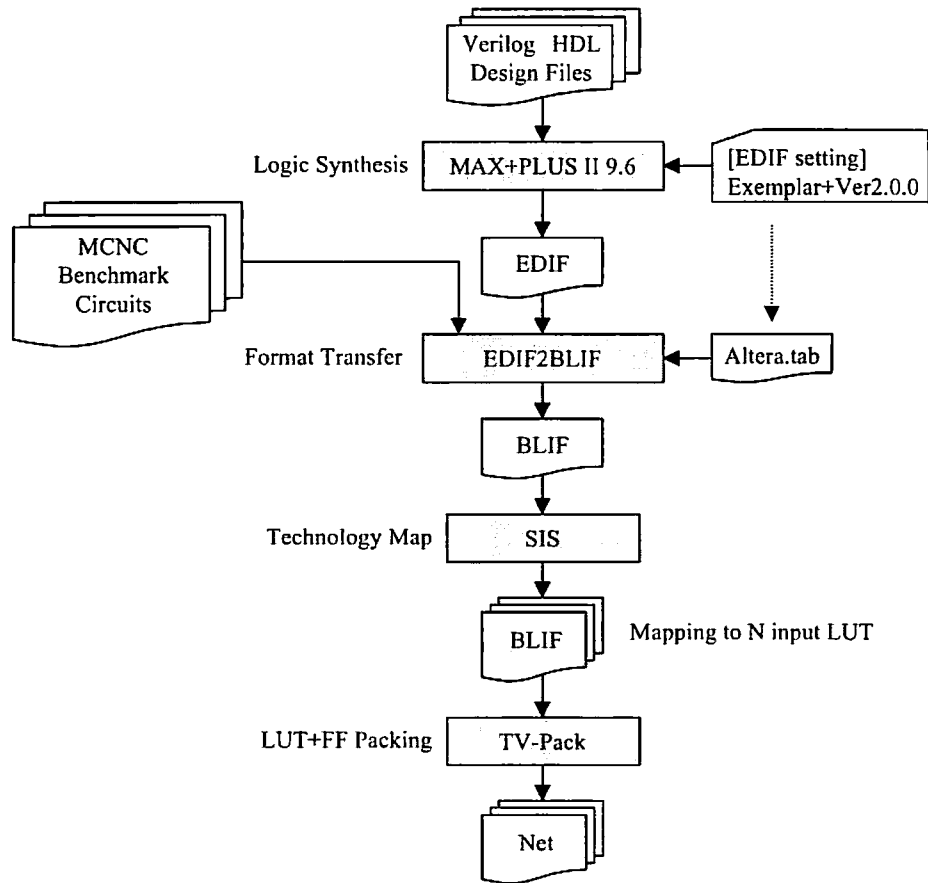 Verilog HDL
Design Files
Logic Synthesis
MAX+PLUS II 9.6
[EDIF setting]
Exemplar+Ver2.0.0
MCNC
Benchmark
Circuits
EDIF
Format Transfer
EDIF2BLIF
Altera.tab
BLIF
Technology Map
SIS
BLIF
Mapping to N input LUT
LUT+FF Packing
TV-Pack
Net